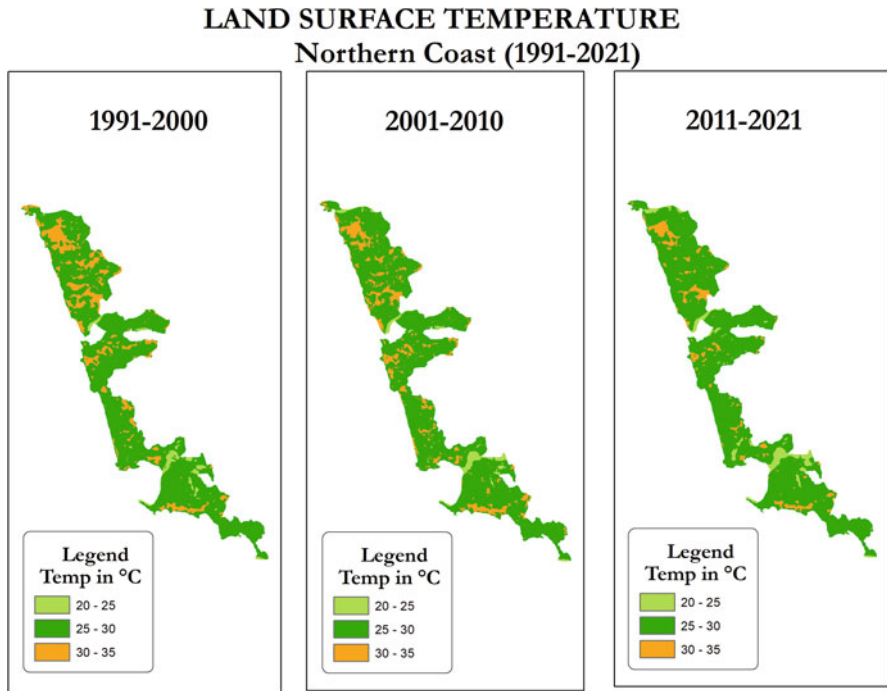 LAND SURFACE TEMPERATURE
Northern Coast (1991-2021)
1991-2000
Legend
Temp in °C
20 - 25
25 - 30
30 - 35
2001-2010
Legend
Temp in °C
20 - 25
25 - 30
30 - 35
2011-2021
Legend
Temp in °C
20 - 25
25 - 30
30 - 35